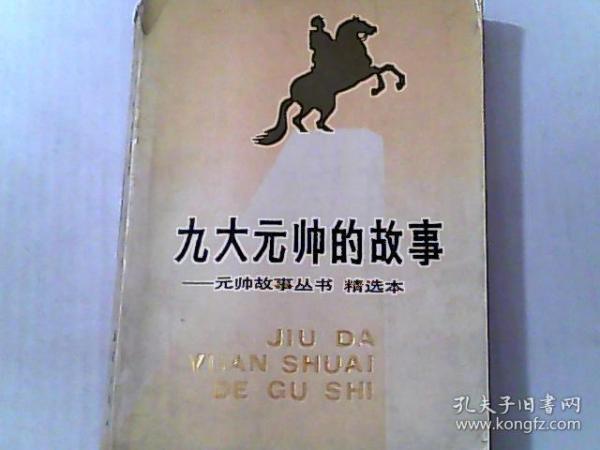 九大元帅的故事
——元帅故事丛书 精选本
JIU DA
YUAN SHUAI
DE GU SHI
孔夫子旧书网
www.kongfz.com